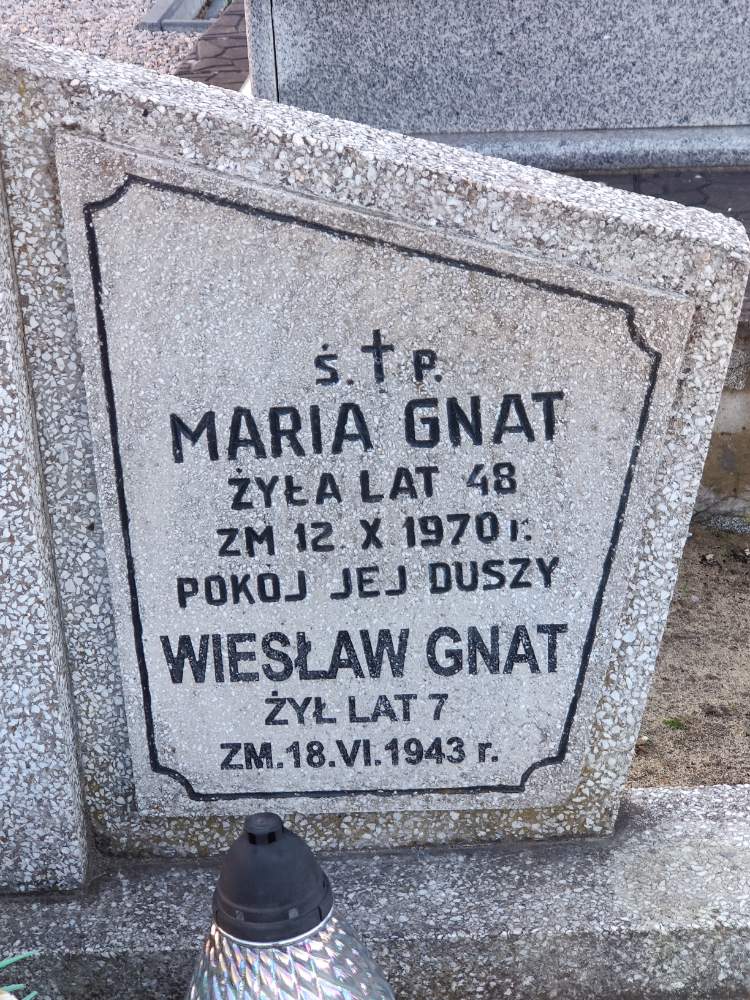 Ś. † P.
MARIA GNAT
ŻYŁA LAT 48
ZM 12. X 1970 r.
POKÓJ JEJ DUSZY
WIESŁAW GNAT
ŻYŁ LAT 7
ZM.18.VI.1943 r.